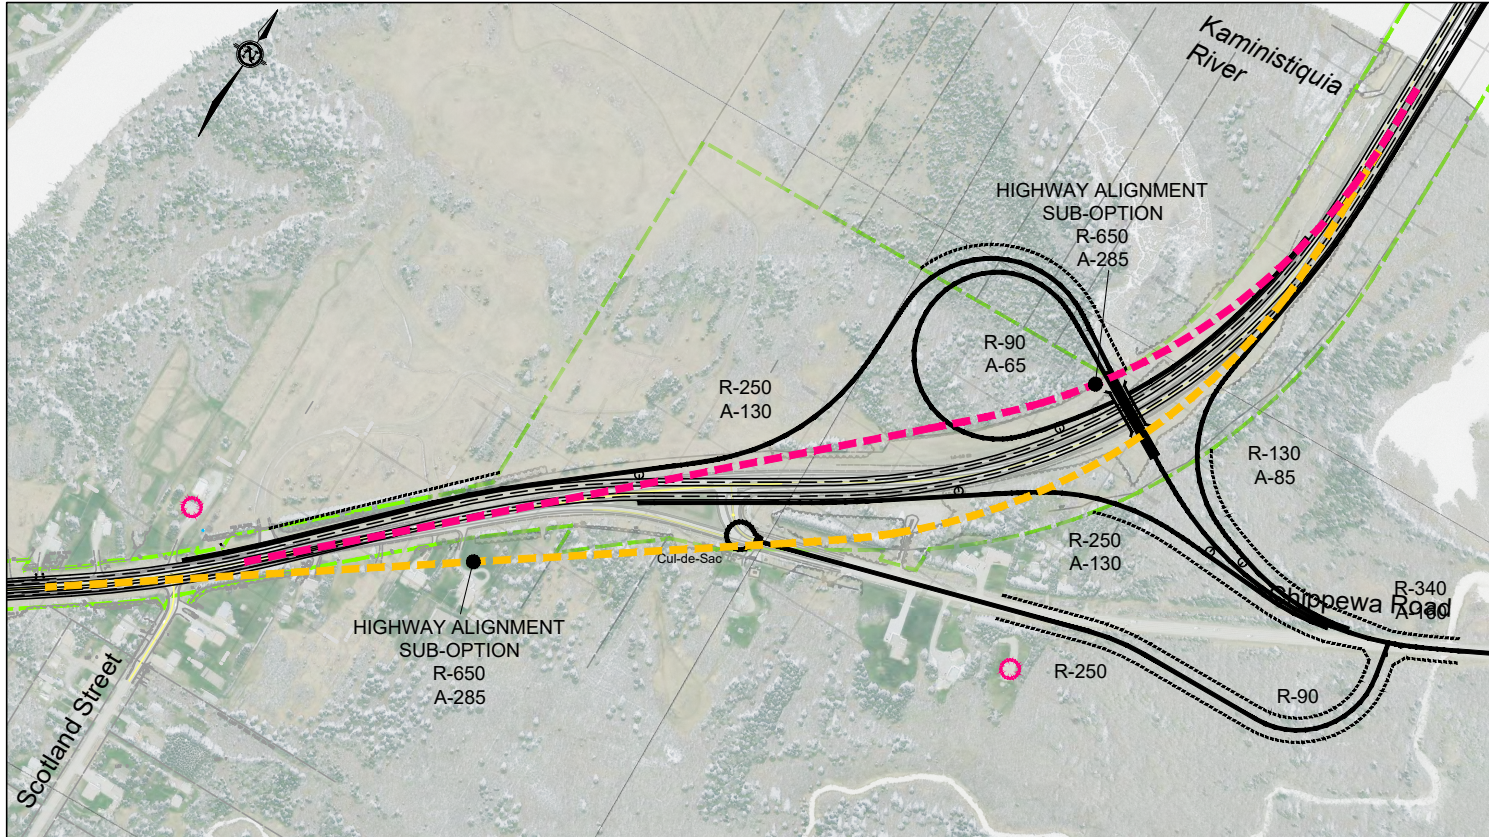 Kaministiquia
River
HIGHWAY ALIGNMENT
SUB-OPTION
R-650
A-285
R-90
A-65
R-250
A-130
R-130
A-85
R-250
A-130
Cul-de-Sac
R-340
A-160
Chippewa Road
HIGHWAY ALIGNMENT
SUB-OPTION
R-650
A-285
R-250
R-90
Scotland Street
N